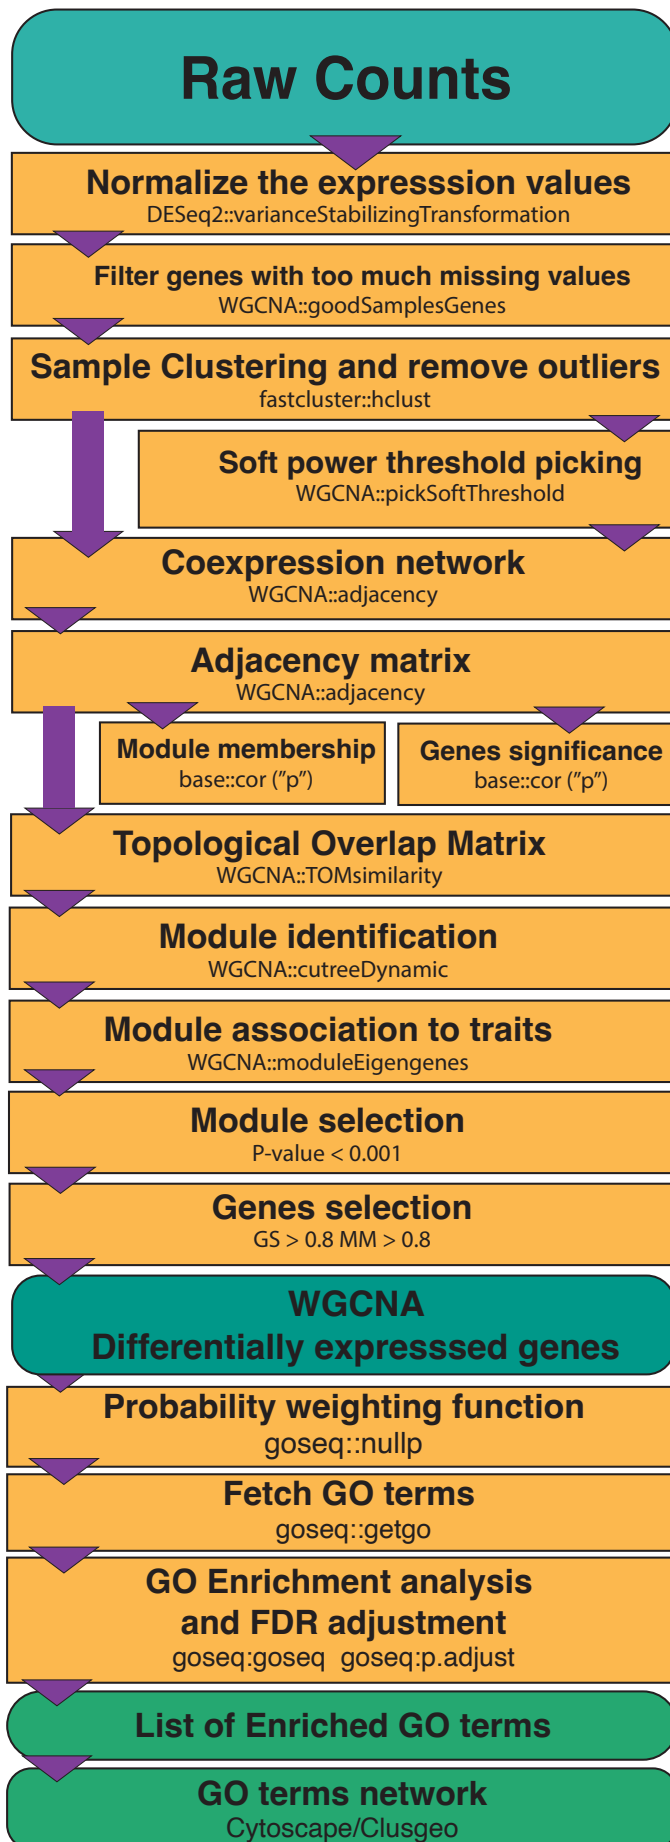 Raw Counts
Normalize the expresssion values
DESeq2::varianceStabilizingTransformation
Filter genes with too much missing values
WGCNA::goodSamplesGenes
Sample Clustering and remove outliers
fastcluster::hclust
Soft power threshold picking
WGCNA::pickSoftThreshold
Coexpression network
WGCNA::adjacency
Adjacency matrix
WGCNA::adjacency
Module membership
base::cor ("p")
Genes significance
base::cor ("p")
Topological Overlap Matrix
WGCNA::TOMsimilarity
Module identification
WGCNA::cutreeDynamic
Module association to traits
WGCNA::moduleEigengenes
Module selection
P-value < 0.001
Genes selection
GS > 0.8 MM > 0.8
WGCNA
Differentially expresssed genes
Probability weighting function
goseq::nullp
Fetch GO terms
goseq::getgo
GO Enrichment analysis
and FDR adjustment
goseq:goseq goseq:p.adjust
List of Enriched GO terms
GO terms network
Cytoscape/Clusgeo